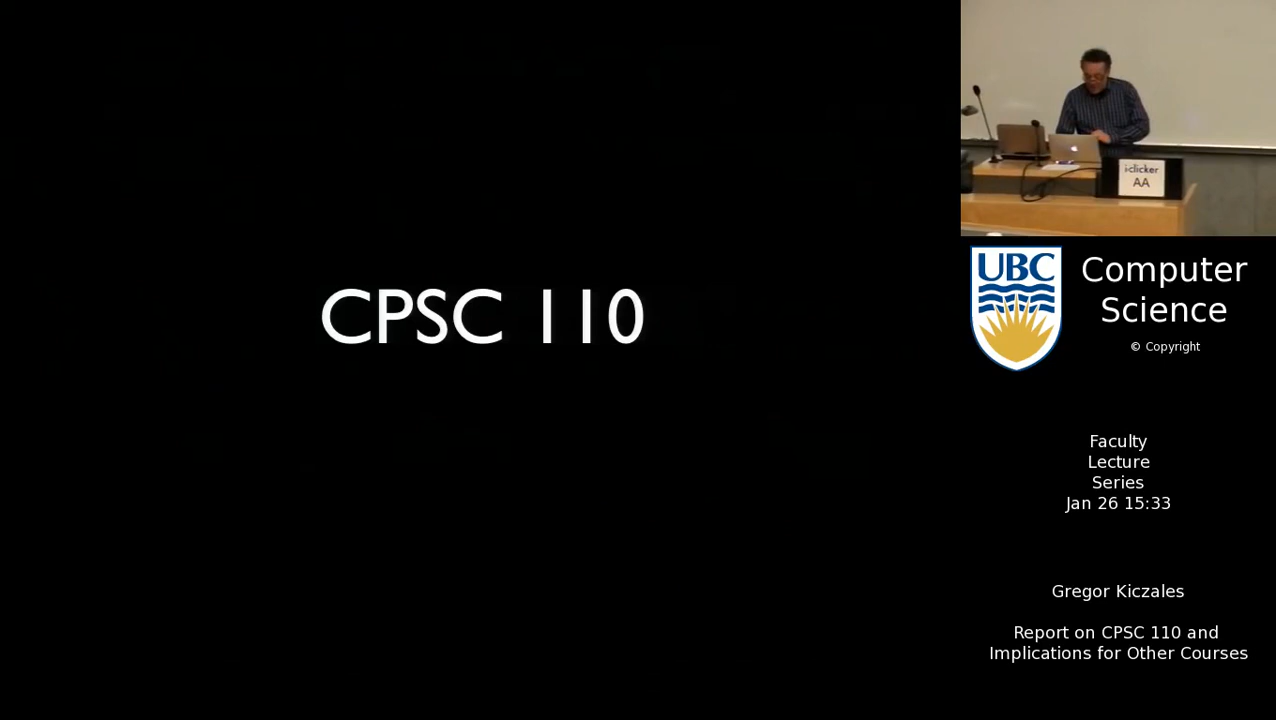 CPSC 110
i-clicker
AA
UBC
Computer
Science
© Copyright
Faculty
Lecture
Series
Jan 26 15:33
Gregor Kiczales
Report on CPSC 110 and
Implications for Other Courses